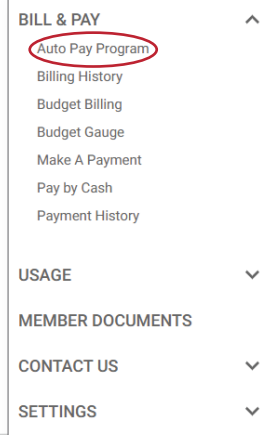 BILL & PAY
Auto Pay Program
Billing History
Budget Billing
Budget Gauge
Make A Payment
Pay by Cash
Payment History
USAGE
MEMBER DOCUMENTS
CONTACT US
SETTINGS